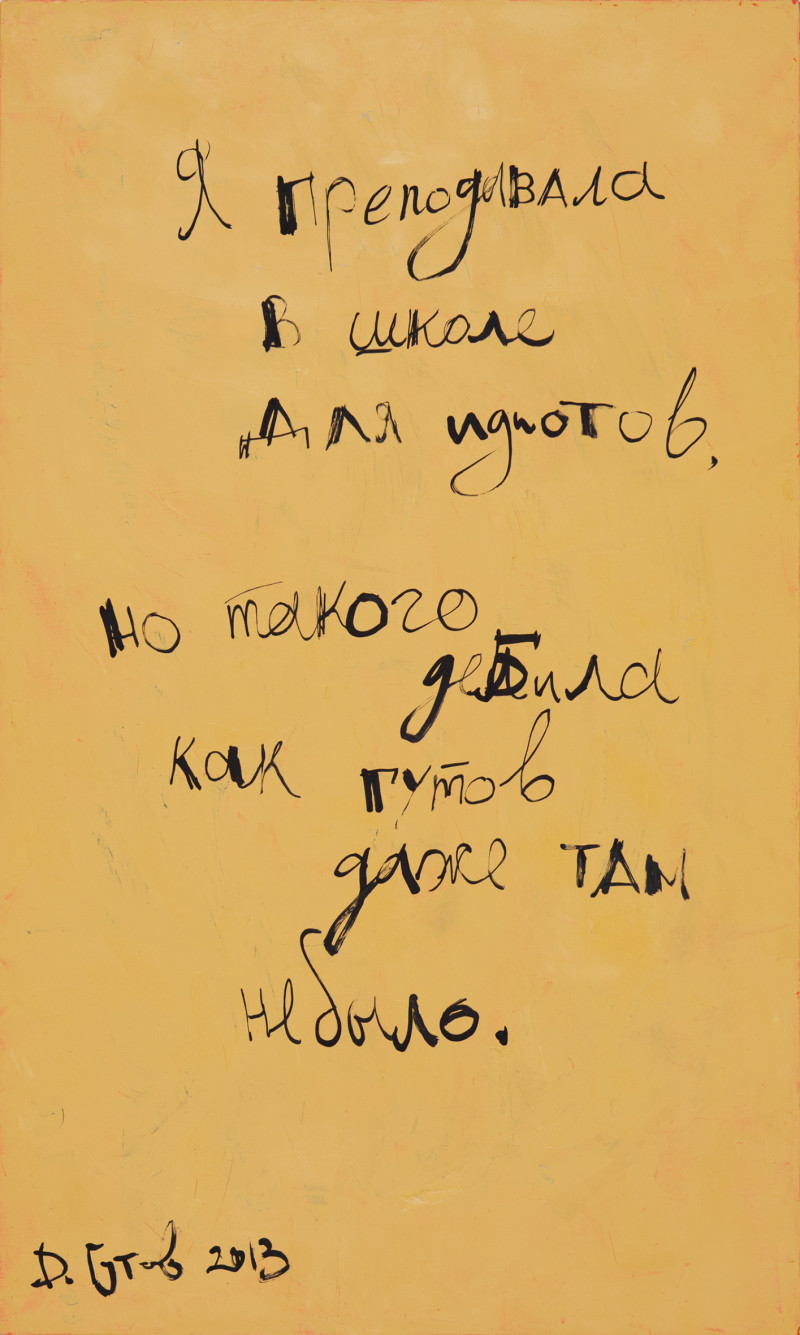 Я преподавала
в школе
для идиотов,
но такого
дебила
как гутов
даже там
не было.
Д. Гутов 2013